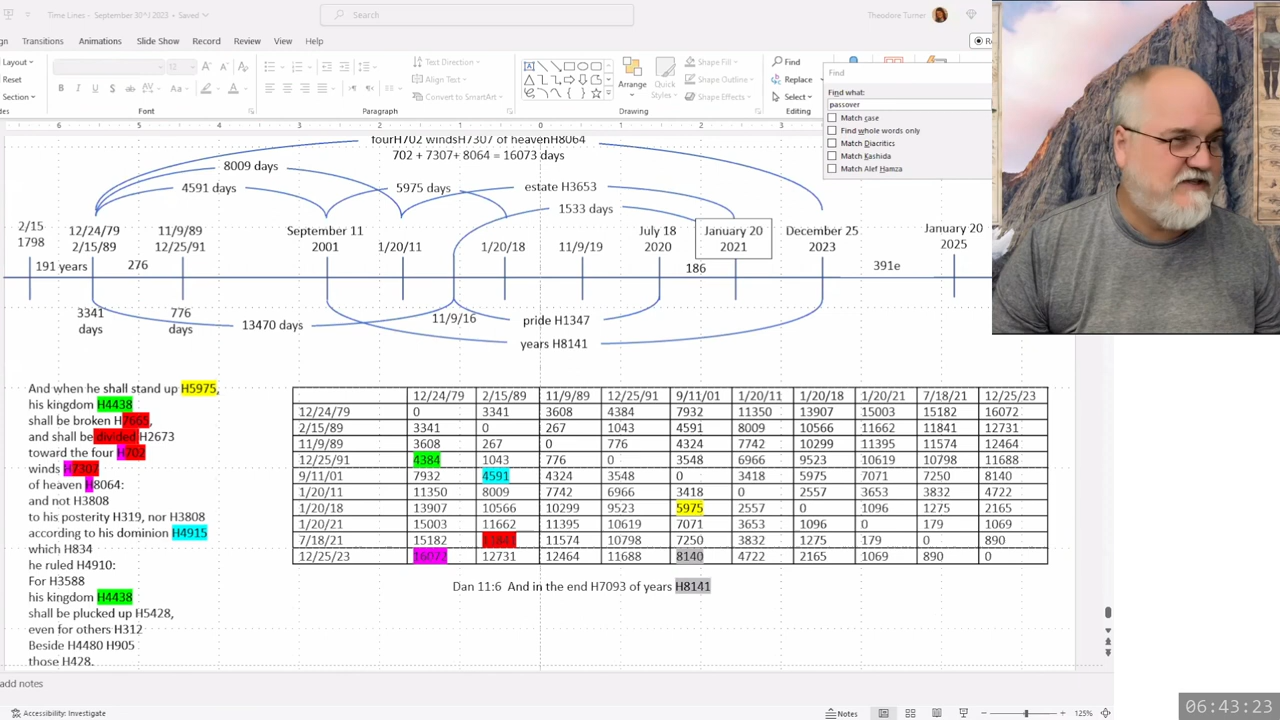 Time Lines - September30^J 2023 • Saved
Search
Theodore Turner
Transitions Animations Slide Show Record Review View Help
Layout
Reset
Section
Text Direction
Align Text
Convert to SmartArt
Arrange
Quick
Styles
Shape Fill
Shape Outline
Shape Effects
Find
Replace
Select
Font
Paragraph
Drawing
Editing
Find
Find what:
passover
Match case
Find whole words only
Match Diacritics
Match Kashida
Match Alef Hamza
6 5 4 3 2 1 0 1 2 3 4 5
fourH702 windsH7307 of heavenH8064
702 + 7307+ 8064 = 16073 days
8009 days
4591 days
5975 days
estate H3653
1533 days
2/15
1798
12/24/79
2/15/89
11/9/89
12/25/91
September 11
2001
1/20/11
1/20/18
11/9/19
July 18
2020
January 20
2021
December 25
2023
January 20
2025
191 years
276
186
391e
3341
days
776
days
13470 days
11/9/16
pride H1347
years H8141
And when he shall stand up H5975,
his kingdom H4438
shall be broken H7665,
and shall be divided H2673
toward the four H702
winds H7307
of heaven H8064:
and not H3808
to his posterity H319, nor H3808
according to his dominion H4915
which H834
he ruled H4910:
For H3588
his kingdom H4438
shall be plucked up H5428,
even for others H312
Beside H4480 H905
those H428.
12/24/79 2/15/89 11/9/89 12/25/91 9/11/01 1/20/11 1/20/18 1/20/21 7/18/21 12/25/23
12/24/79 0 3341 3608 4384 7932 11350 13907 15003 15182 16072
2/15/89 3341 0 267 1043 4591 8009 10566 11662 11841 12731
11/9/89 3608 267 0 776 4324 7742 10299 11395 11574 12464
12/25/91 4384 1043 776 0 3548 6966 9523 10619 10798 11688
9/11/01 7932 4591 4324 3548 0 3418 5975 7071 7250 8140
1/20/11 11350 8009 7742 6966 3418 0 2557 3653 3832 4722
1/20/18 13907 10566 10299 9523 5975 2557 0 1096 1275 2165
1/20/21 15003 11662 11395 10619 7071 3653 1096 0 179 1069
7/18/21 15182 11841 11574 10798 7250 3832 1275 179 0 890
12/25/23 16072 12731 12464 11688 8140 4722 2165 1069 890 0
Dan 11:6 And in the end H7093 of years H8141
add notes
Accessibility: Investigate
Notes
125%
06:43:23